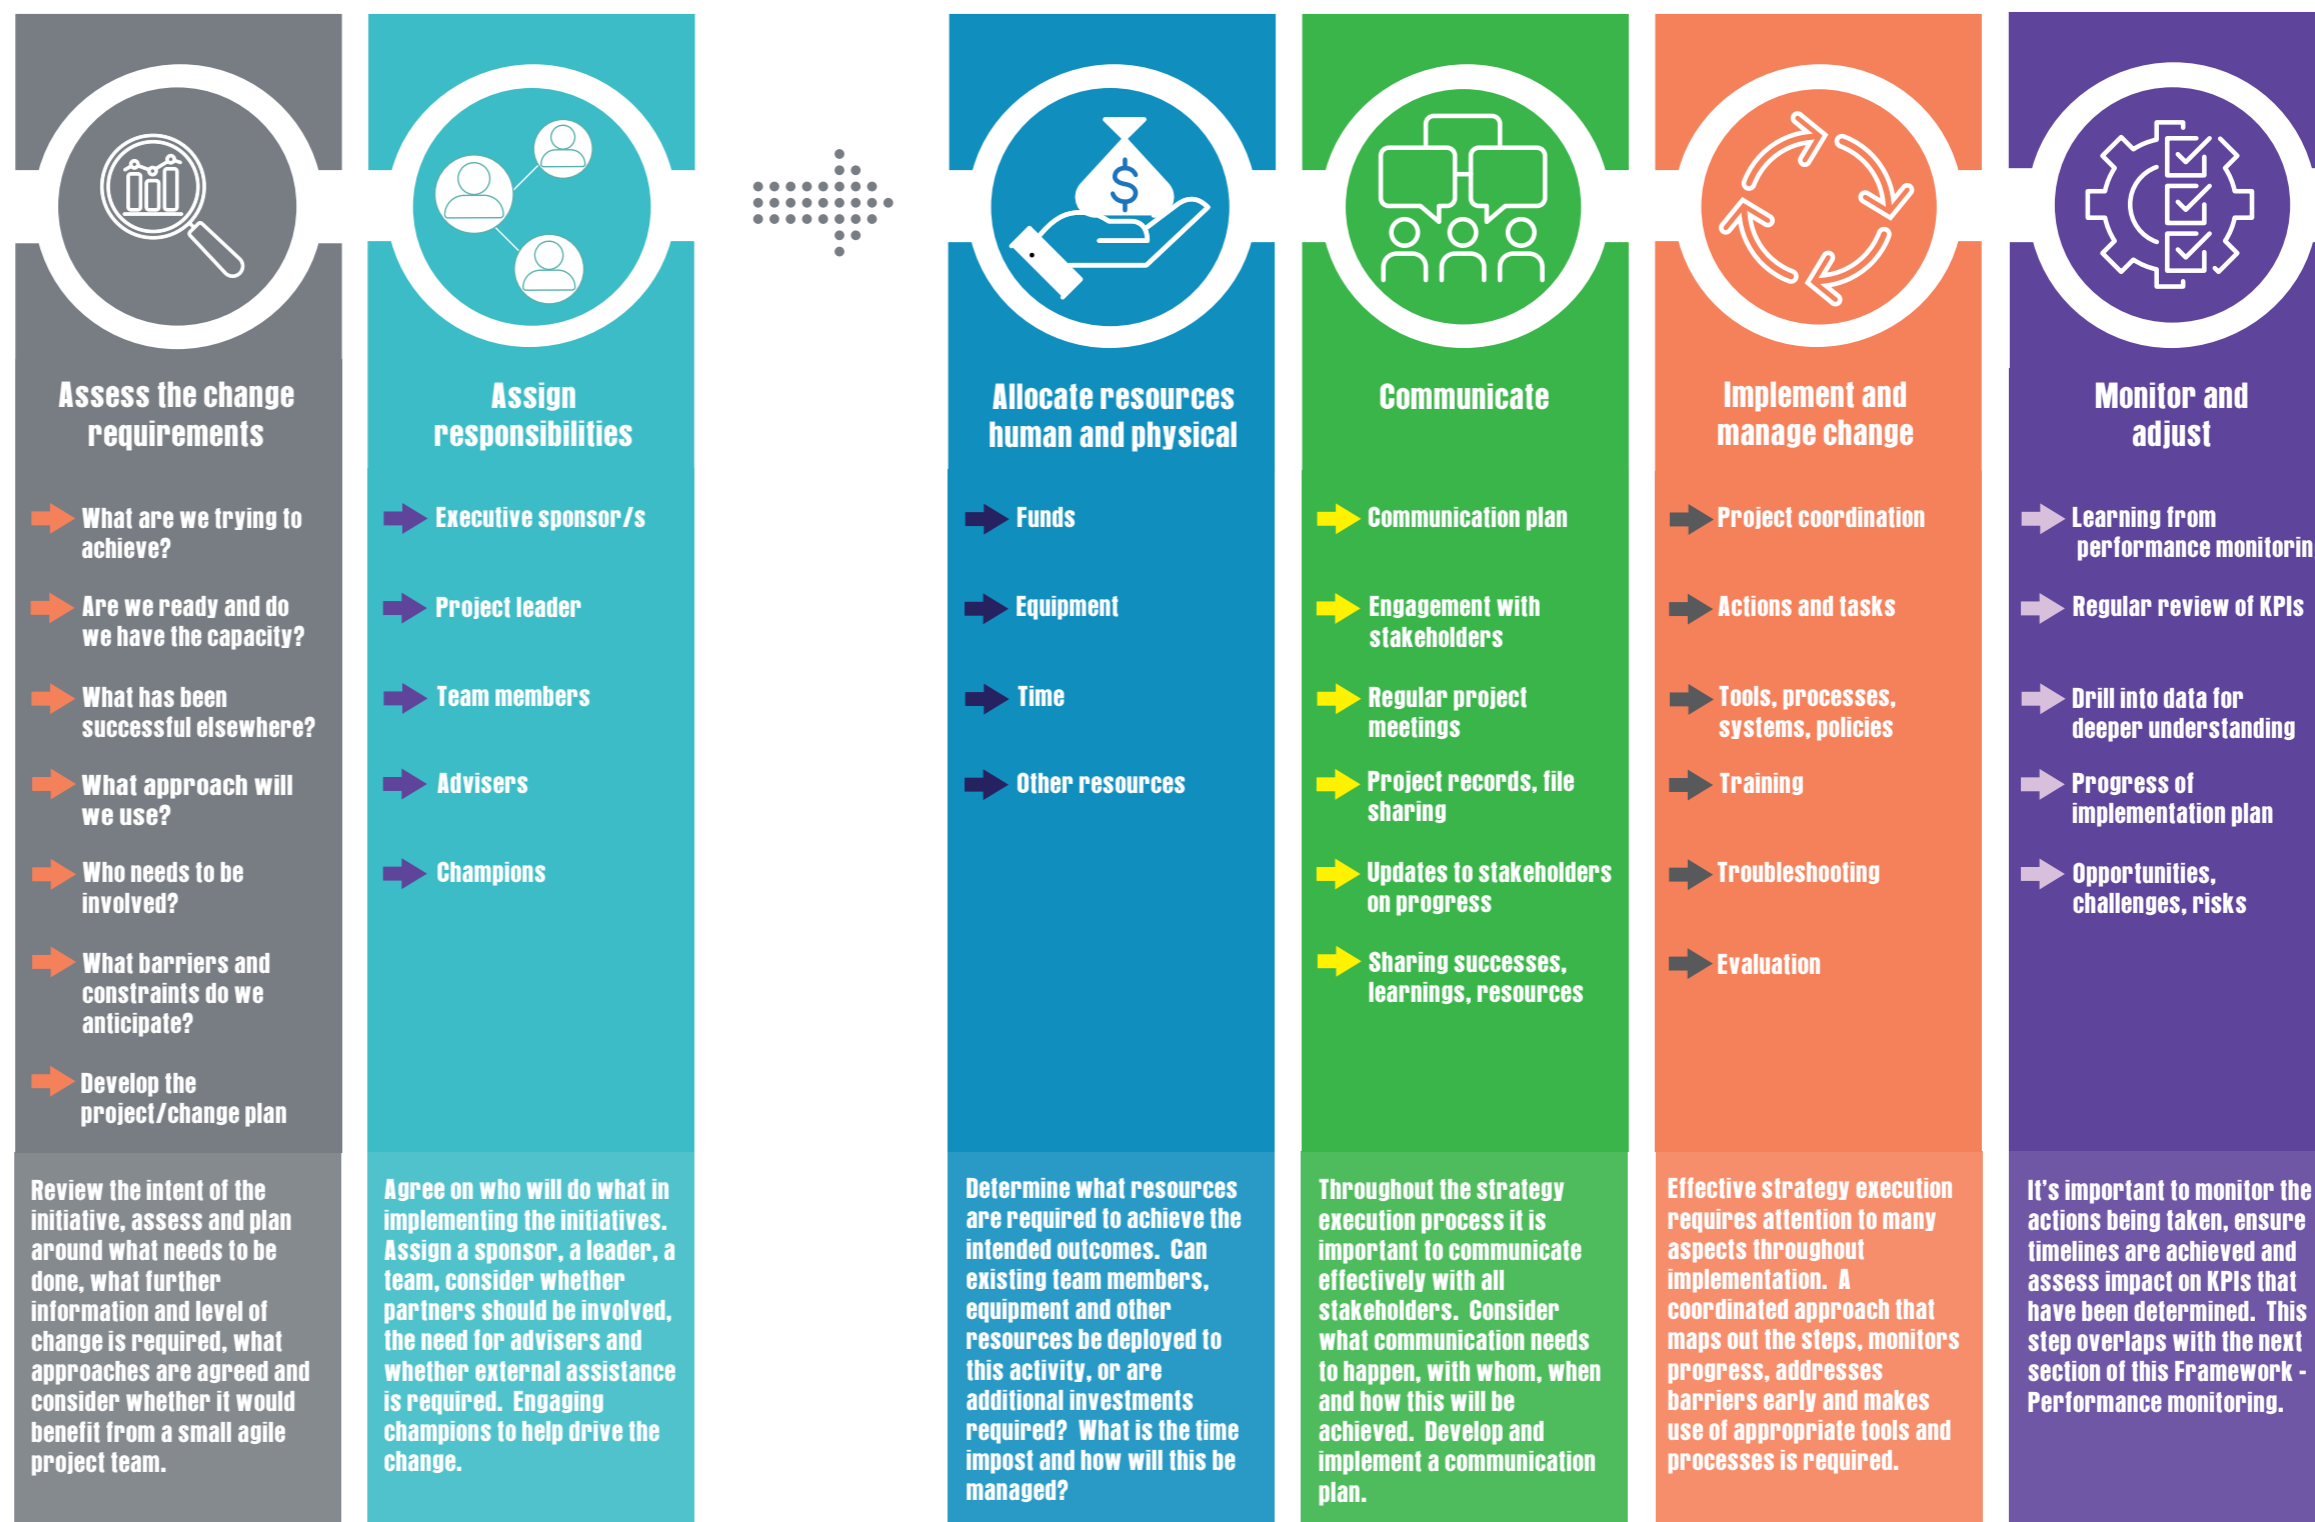 Assess the change
requirements
What are we trying to
achieve?
Are we ready and do
we have the capacity?
What has been
successful elsewhere?
What approach will
we use?
Who needs to be
involved?
What barriers and
constraints do we
anticipate?
Develop the
project/change plan
Review the intent of the
initiative, assess and plan
around what needs to be
done, what further
information and level of
change is required, what
approaches are agreed and
consider whether it would
benefit from a small agile
project team.
Assign
responsibilities
Executive sponsor/s
Project leader
Team members
Advisers
Champions
Agree on who will do what in
implementing the initiatives.
Assign a sponsor, a leader, a
team, consider whether
partners should be involved,
the need for advisers and
whether external assistance
is required.  Engaging
champions to help drive the
change.
$
Allocate resources
human and physical
Funds
Equipment
Time
Other resources
Determine what resources
are required to achieve the
intended outcomes.  Can
existing team members,
equipment and other
resources be deployed to
this activity, or are
additional investments
required?  What is the time
impost and how will this be
managed?
Communicate
Communication plan
Engagement with
stakeholders
Regular project
meetings
Project records, file
sharing
Updates to stakeholders
on progress
Sharing successes,
learnings, resources
Throughout the strategy
execution process it is
important to communicate
effectively with all
stakeholders.  Consider
what communication needs
to happen, with whom, when
and how this will be
achieved.  Develop and
implement a communication
plan.
Implement and
manage change
Project coordination
Actions and tasks
Tools, processes,
systems, policies
Training
Troubleshooting
Evaluation
Effective strategy execution
requires attention to many
aspects throughout
implementation.  A
coordinated approach that
maps out the steps, monitors
progress, addresses
barriers early and makes
use of appropriate tools and
processes is required.
Monitor and
adjust
Learning from
performance monitorin
Regular review of KPIs
Drill into data for
deeper understanding
Progress of
implementation plan
Opportunities,
challenges, risks
It's important to monitor the
actions being taken, ensure
timelines are achieved and
assess impact on KPIs that
have been determined.  This
step overlaps with the next
section of this Framework -
Performance monitoring.